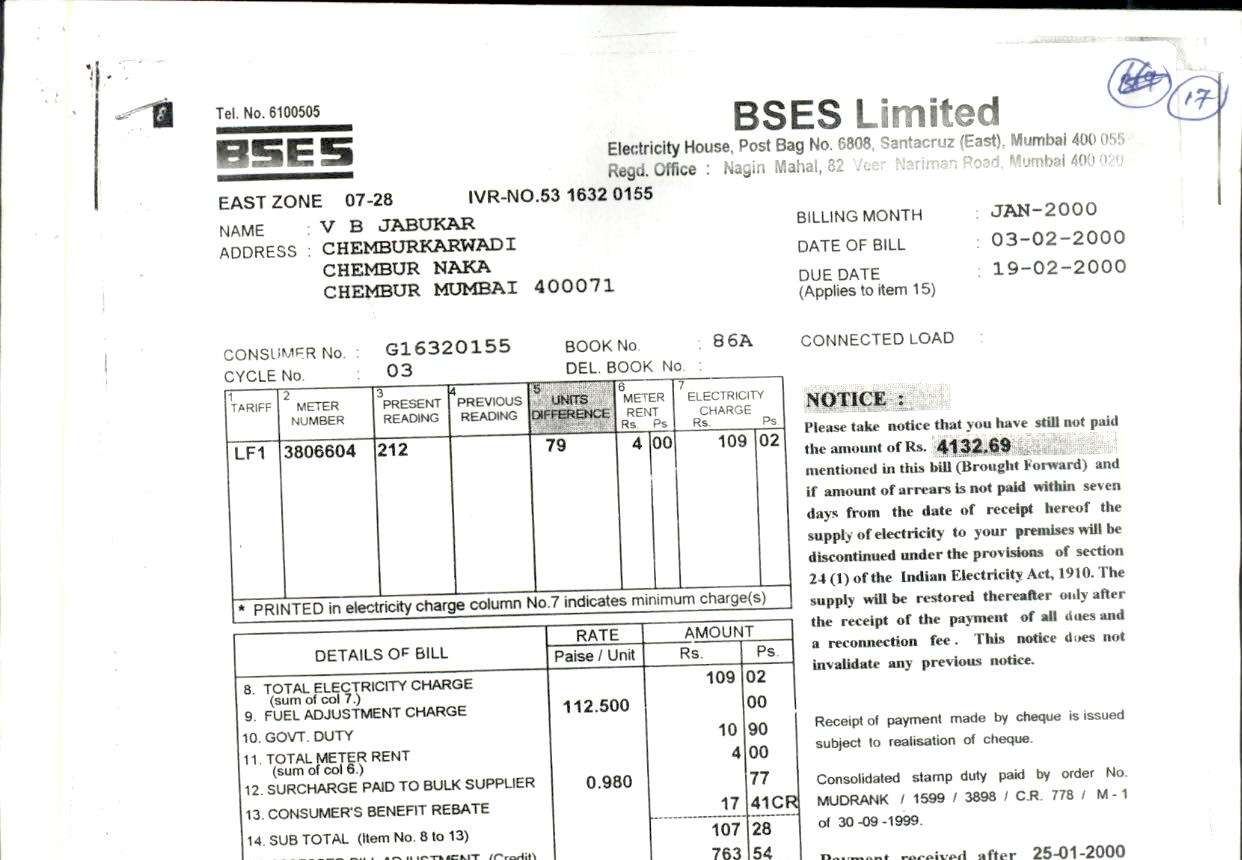 17
8
Tel. No. 6100505
BSES
BSES Limited
Electricity House, Post Bag No. 6808, Santacruz (East), Mumbai 400 055
Regd. Office : Nagin Mahal, 82 Veer Nariman Road, Mumbai 400 020
EAST ZONE 07-28 IVR-NO.53 1632 0155
NAME : V B JABUKAR
ADDRESS : CHEMBURKARWADI
CHEMBUR NAKA
CHEMBUR MUMBAI 400071
BILLING MONTH : JAN-2000
DATE OF BILL : 03-02-2000
DUE DATE : 19-02-2000
(Applies to item 15)
CONSUMER No. : G16320155 BOOK No. : 86A CONNECTED LOAD :
CYCLE No. : 03 DEL. BOOK No. :
1 TARIFF 2 METER NUMBER 3 PRESENT READING 4 PREVIOUS READING 5 UNITS DIFFERENCE 6 METER RENT Rs. Ps 7 ELECTRICITY CHARGE Rs. Ps.
LF1 3806604 212 79 4 00 109 02
* PRINTED in electricity charge column No.7 indicates minimum charge(s)
DETAILS OF BILL RATE Paise / Unit AMOUNT Rs. Ps.
8. TOTAL ELECTRICITY CHARGE 109 02
(sum of col 7.)
9. FUEL ADJUSTMENT CHARGE 112.500 00
10. GOVT. DUTY 10 90
11. TOTAL METER RENT 4 00
(sum of col 6.)
12. SURCHARGE PAID TO BULK SUPPLIER 0.980 77
13. CONSUMER'S BENEFIT REBATE 17 41CR
14. SUB TOTAL (Item No. 8 to 13) 107 28
BILL ADJUSTMENT (Credit) 763 54
NOTICE :
Please take notice that you have still not paid
the amount of Rs. 4132.69
mentioned in this bill (Brought Forward) and
if amount of arrears is not paid within seven
days from the date of receipt hereof the
supply of electricity to your premises will be
discontinued under the provisions of section
24 (1) of the Indian Electricity Act, 1910. The
supply will be restored thereafter only after
the receipt of the payment of all dues and
a reconnection fee . This notice does not
invalidate any previous notice.
Receipt of payment made by cheque is issued
subject to realisation of cheque.
Consolidated stamp duty paid by order No.
MUDRANK / 1599 / 3898 / C.R. 778 / M - 1
of 30 -09 -1999.
Payment received after 25-01-2000